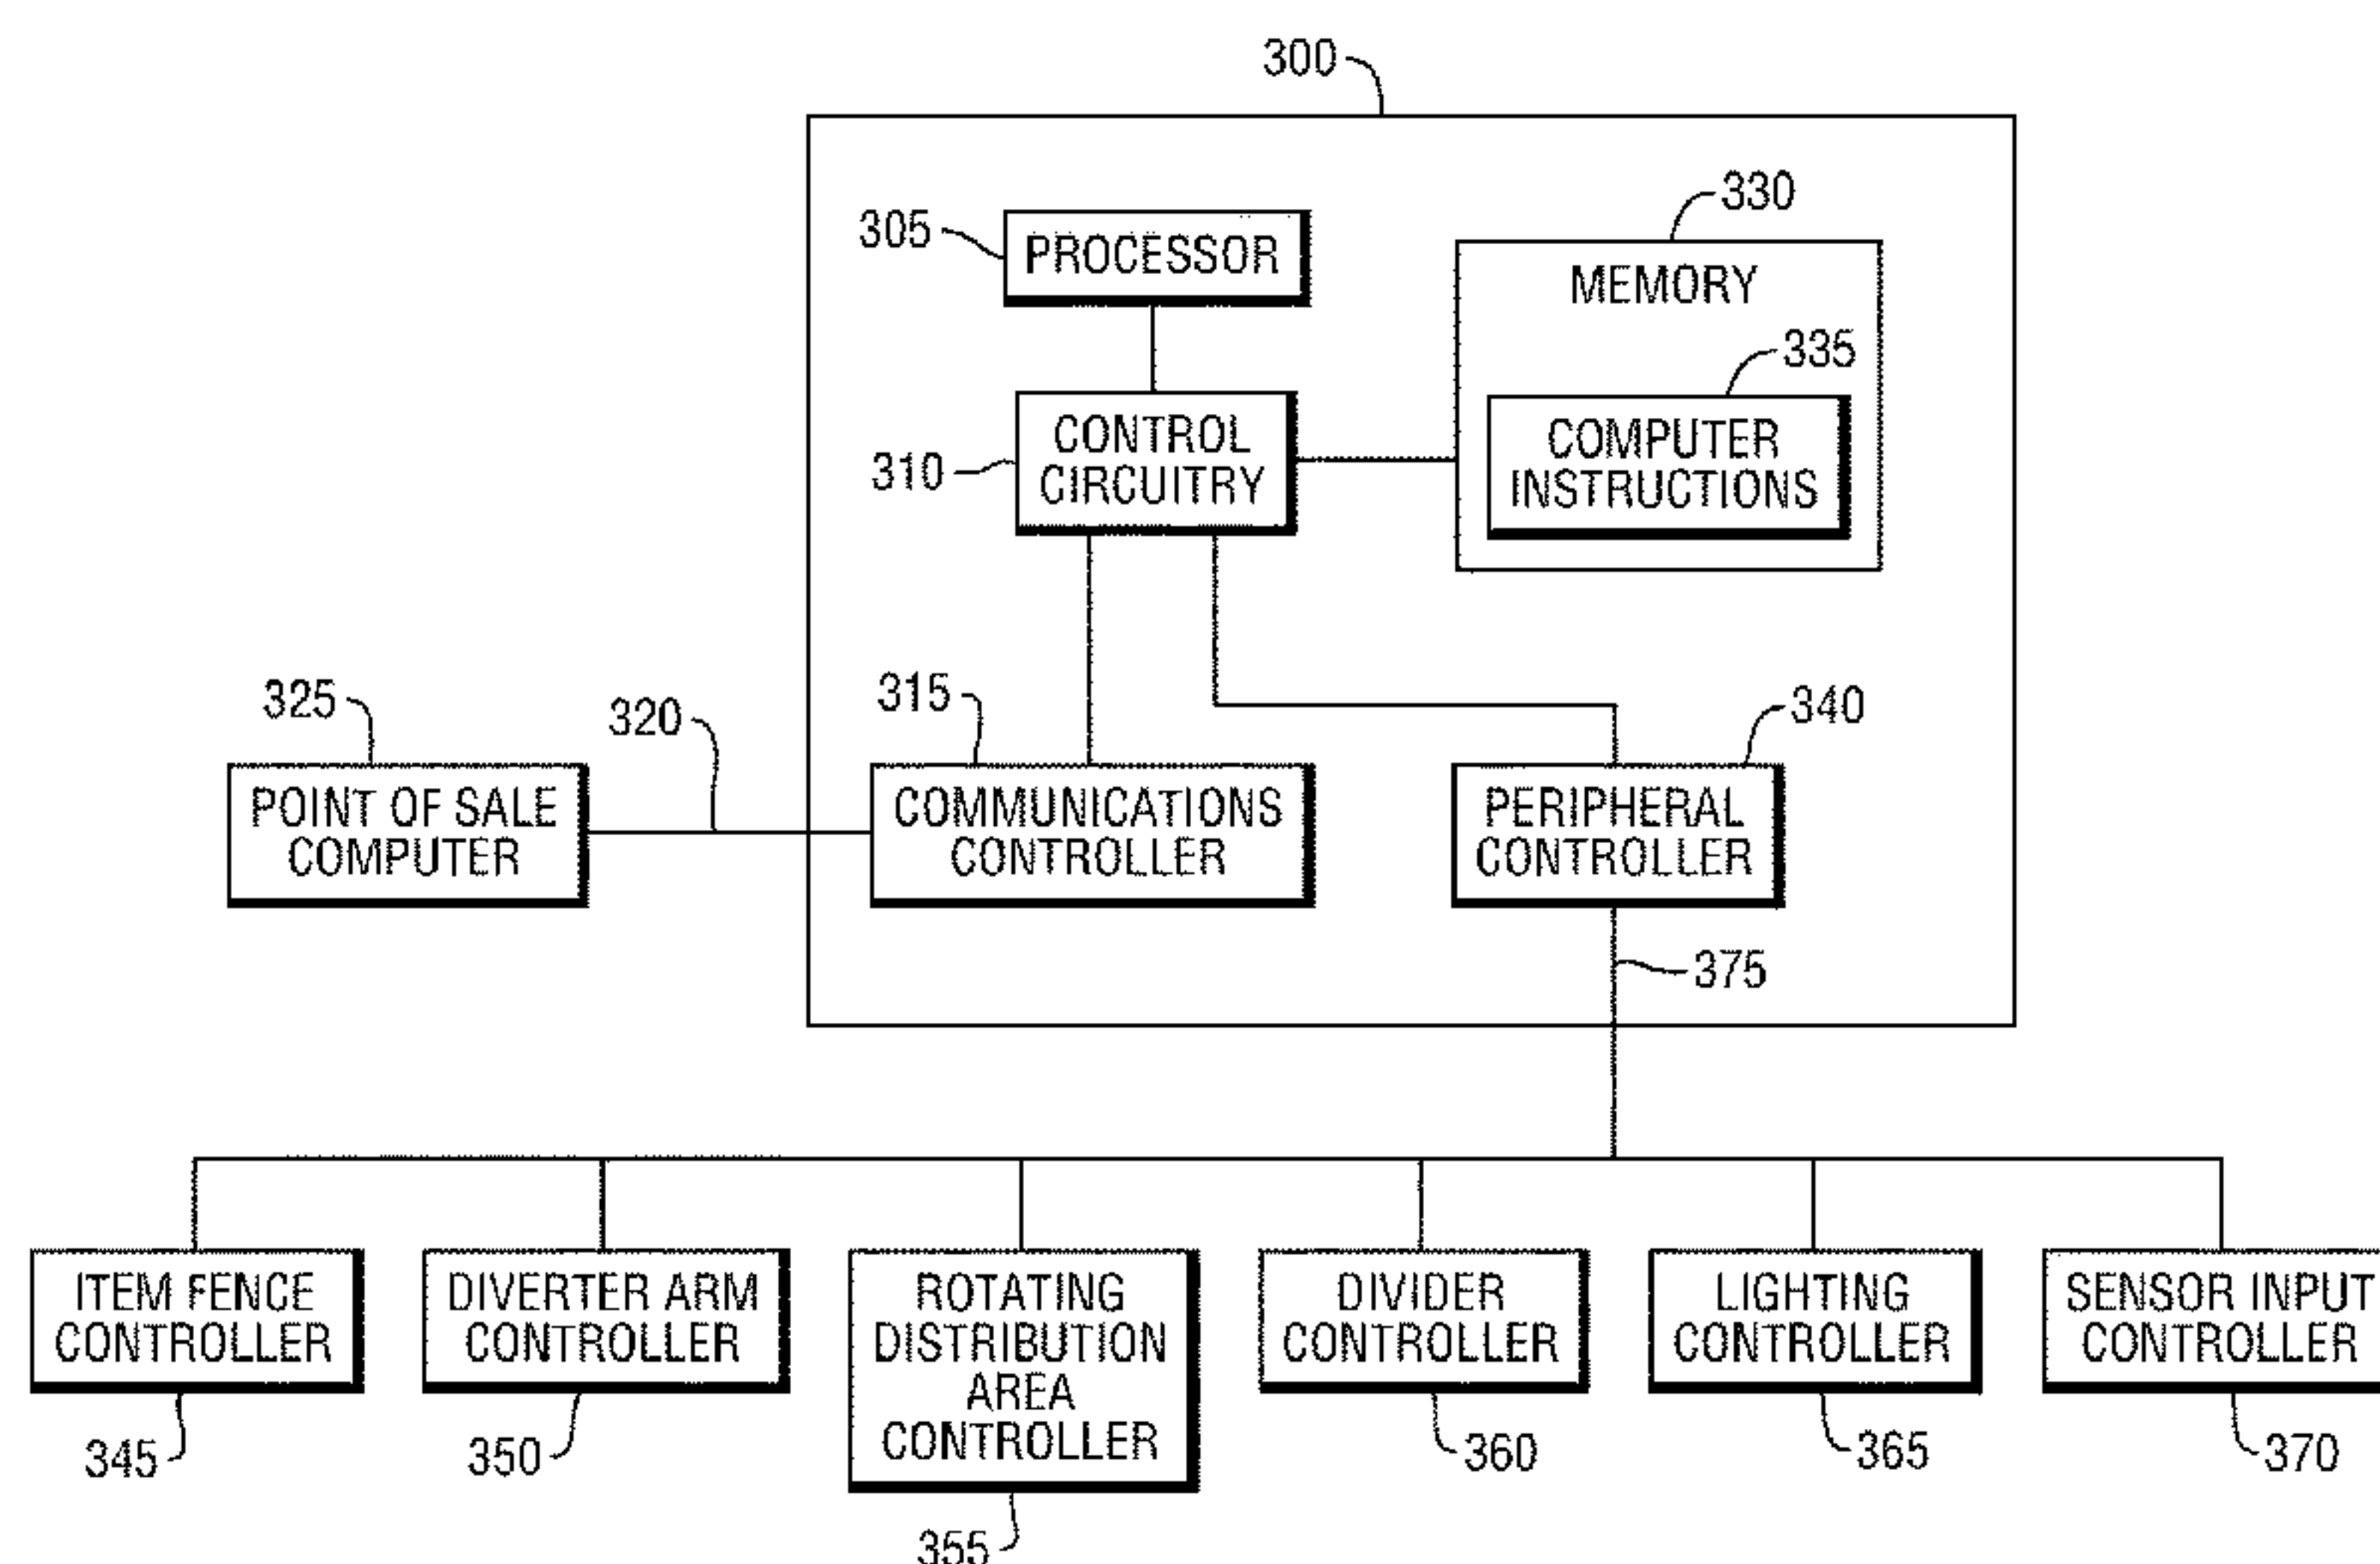 300
305
PROCESSOR
330
MEMORY
335
COMPUTER
INSTRUCTIONS
310
CONTROL
CIRCUITRY
325
POINT OF SALE
COMPUTER
320
315
COMMUNICATIONS
CONTROLLER
340
PERIPHERAL
CONTROLLER
375
ITEM FENCE
CONTROLLER
345
DIVERTER ARM
CONTROLLER
350
ROTATING
DISTRIBUTION
AREA
CONTROLLER
355
DIVIDER
CONTROLLER
360
LIGHTING
CONTROLLER
365
SENSOR INPUT
CONTROLLER
370